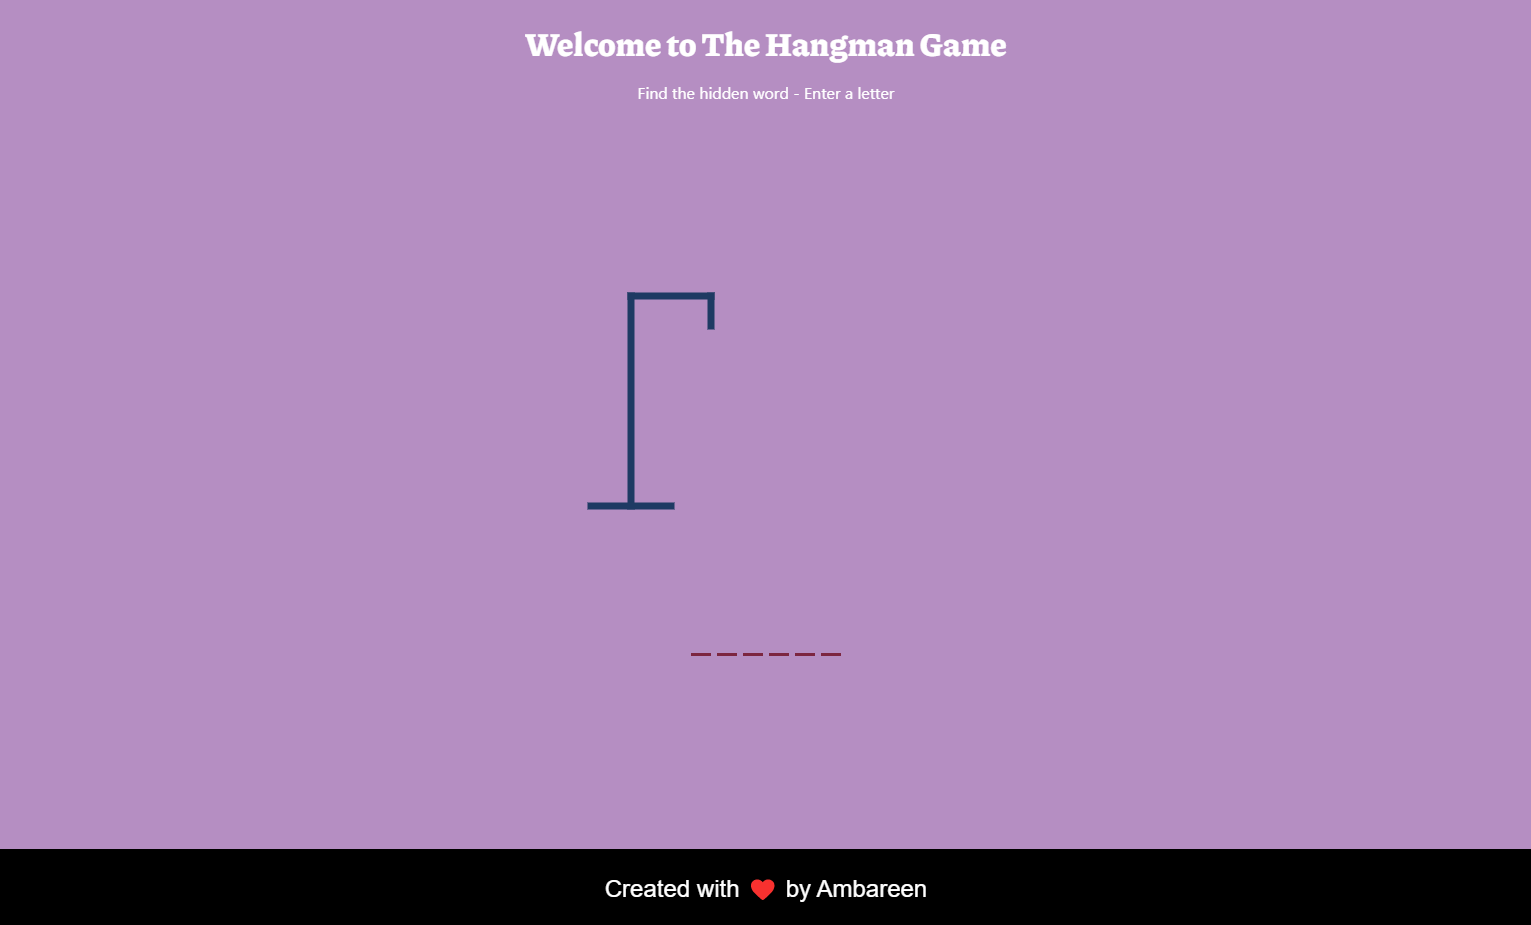 Welcome to The Hangman Game
Find the hidden word - Enter a letter
Created with ❤ by Ambareen